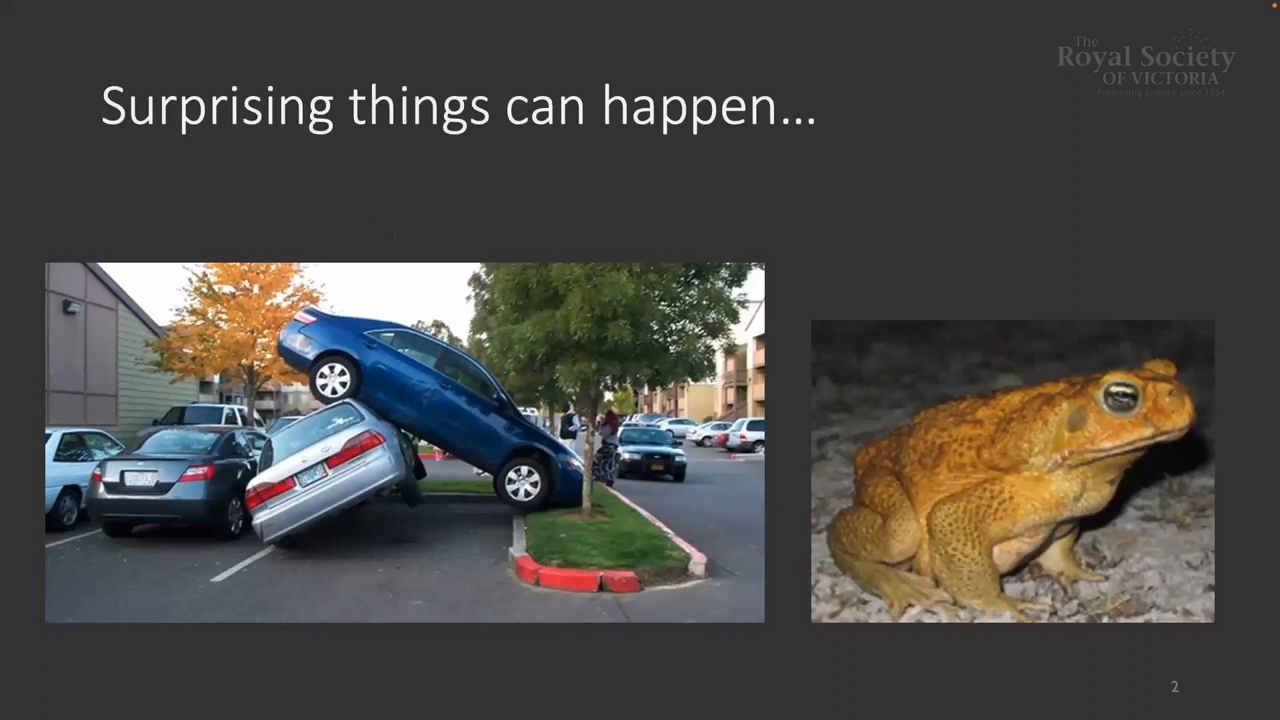 The
Royal Society
OF VICTORIA
Promoting science since 1854
Surprising things can happen...
2